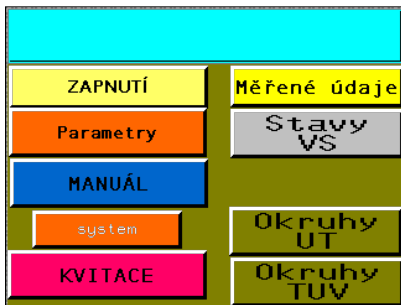 ZAPNUTÍ
Měřené údaje
Parametry
Stavy
VS
MANUÁL
system
Okruhy
UT
KVITACE
Okruhy
TUV